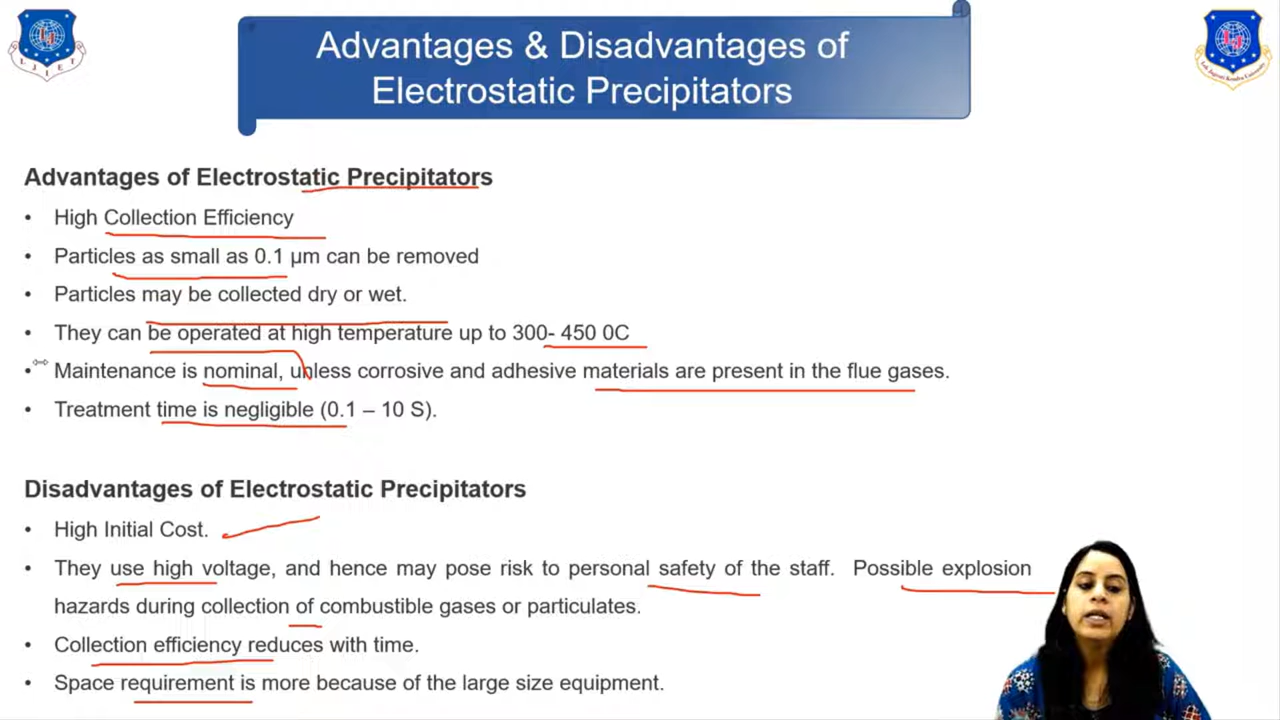 Advantages & Disadvantages of
Electrostatic Precipitators
LJIET
Lok Jagruti Kendra University
Advantages of Electrostatic Precipitators
• High Collection Efficiency
• Particles as small as 0.1 μm can be removed
• Particles may be collected dry or wet.
• They can be operated at high temperature up to 300- 450 0C
• Maintenance is nominal, unless corrosive and adhesive materials are present in the flue gases.
• Treatment time is negligible (0.1 – 10 S).
Disadvantages of Electrostatic Precipitators
• High Initial Cost.
• They use high voltage, and hence may pose risk to personal safety of the staff. Possible explosion
hazards during collection of combustible gases or particulates.
• Collection efficiency reduces with time.
• Space requirement is more because of the large size equipment.